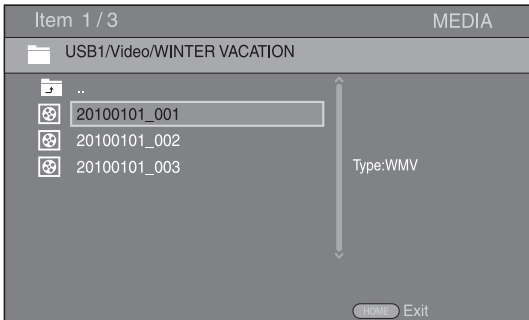 Item 1/3 MEDIA
USB1/Video/WINTER VACATION
..
20100101_001
20100101_002
20100101_003
Type:WMV
HOME Exit